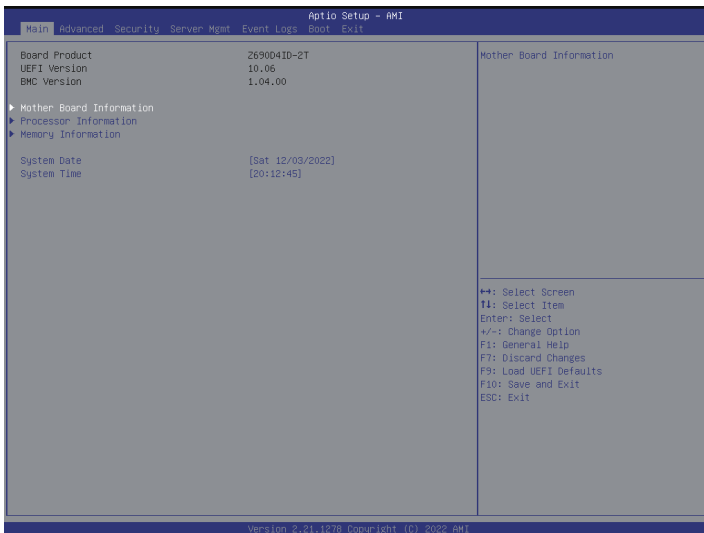 Aptio Setup – AMI
Main Advanced Security Server Mgmt Event Logs Boot Exit
Board Product Z690D4ID-2T
UEFI Version 10.06
BMC Version 1.04.00
Mother Board Information
Processor Information
Memory Information
System Date [Sat 12/03/2022]
System Time [20:12:45]
Mother Board Information
↔: Select Screen
↑↓: Select Item
Enter: Select
+/-: Change Option
F1: General Help
F7: Discard Changes
F9: Load UEFI Defaults
F10: Save and Exit
ESC: Exit
Version 2.21.1278 Copyright (C) 2022 AMI